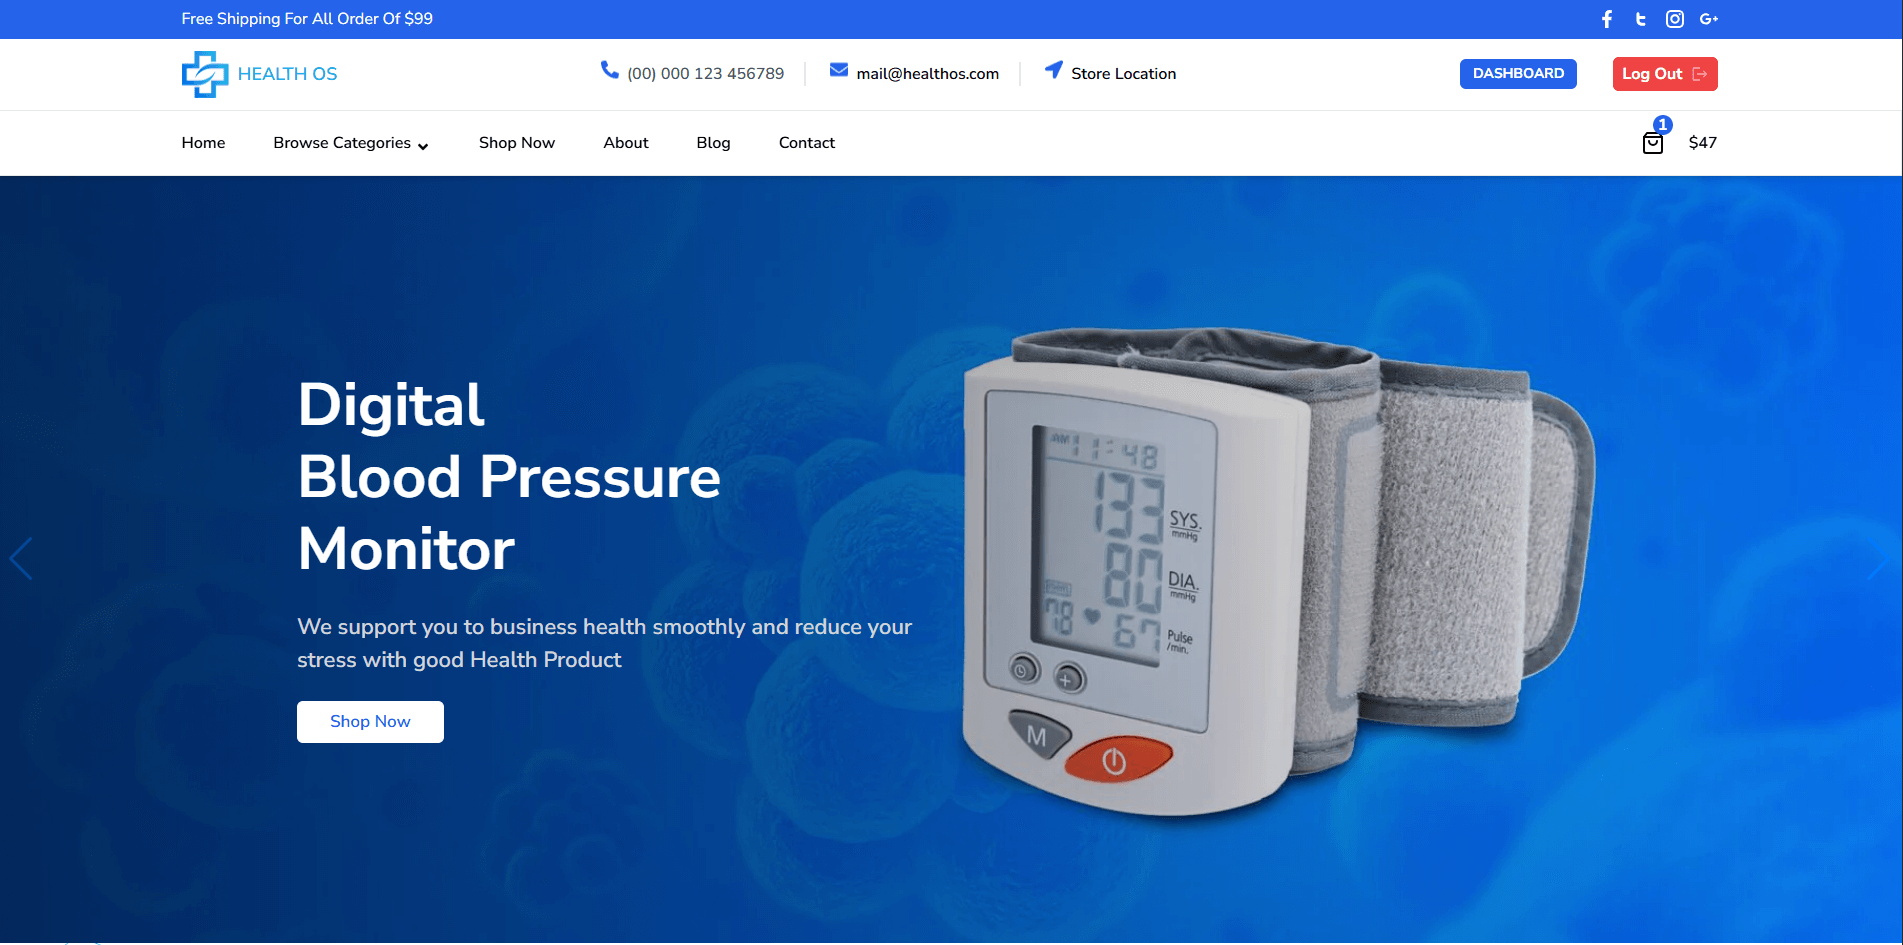 Free Shipping For All Order Of $99
HEALTH OS
(00) 000 123 456789
mail@healthos.com
Store Location
DASHBOARD
Log Out
Home
Browse Categories
Shop Now
About
Blog
Contact
1
$47
Digital
Blood Pressure
Monitor
We support you to business health smoothly and reduce your
stress with good Health Product
Shop Now
AM 11:48
133
SYS.
mmHg
80
DIA.
mmHg
78
67
Pulse
/min.
M